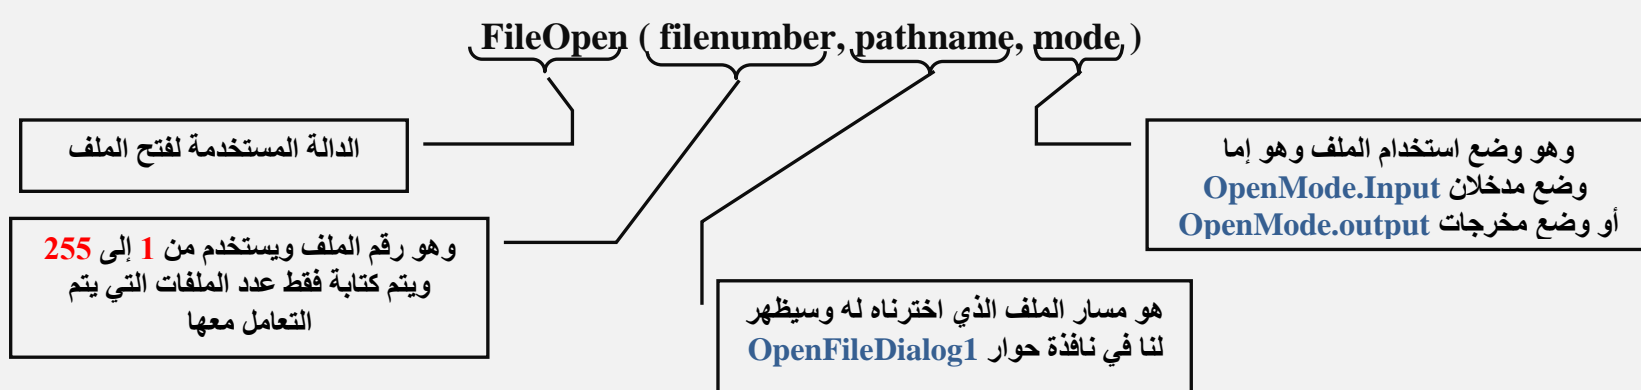 FileOpen ( filenumber, pathname, mode )
الدالة المستخدمة لفتح الملف
وهو وضع استخدام الملف وهو إما
وضع مدخلان OpenMode.Input
أو وضع مخرجات OpenMode.output
وهو رقم الملف ويستخدم من 1 إلى 255
ويتم كتابة فقط عدد الملفات التي يتم
التعامل معها
هو مسار الملف الذي اخترناه له وسيظهر
لنا في نافذة حوار OpenFileDialog1